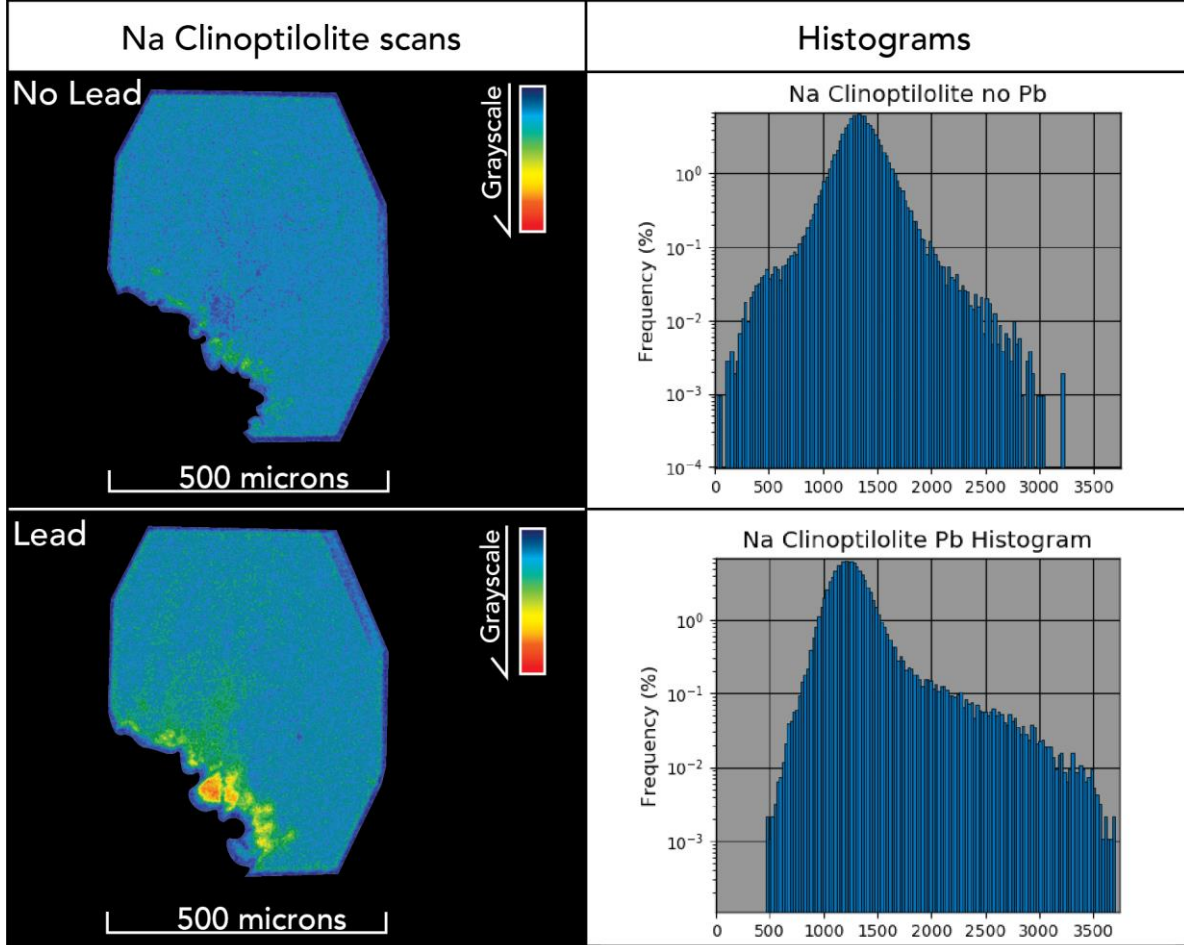 Na Clinoptilolite scans
Histograms
No Lead
Grayscale
500 microns
Na Clinoptilolite no Pb
Frequency (%)
10⁰
10⁻¹
10⁻²
10⁻³
10⁻⁴
0 500 1000 1500 2000 2500 3000 3500
Lead
Grayscale
500 microns
Na Clinoptilolite Pb Histogram
Frequency (%)
10⁰
10⁻¹
10⁻²
10⁻³
0 500 1000 1500 2000 2500 3000 3500